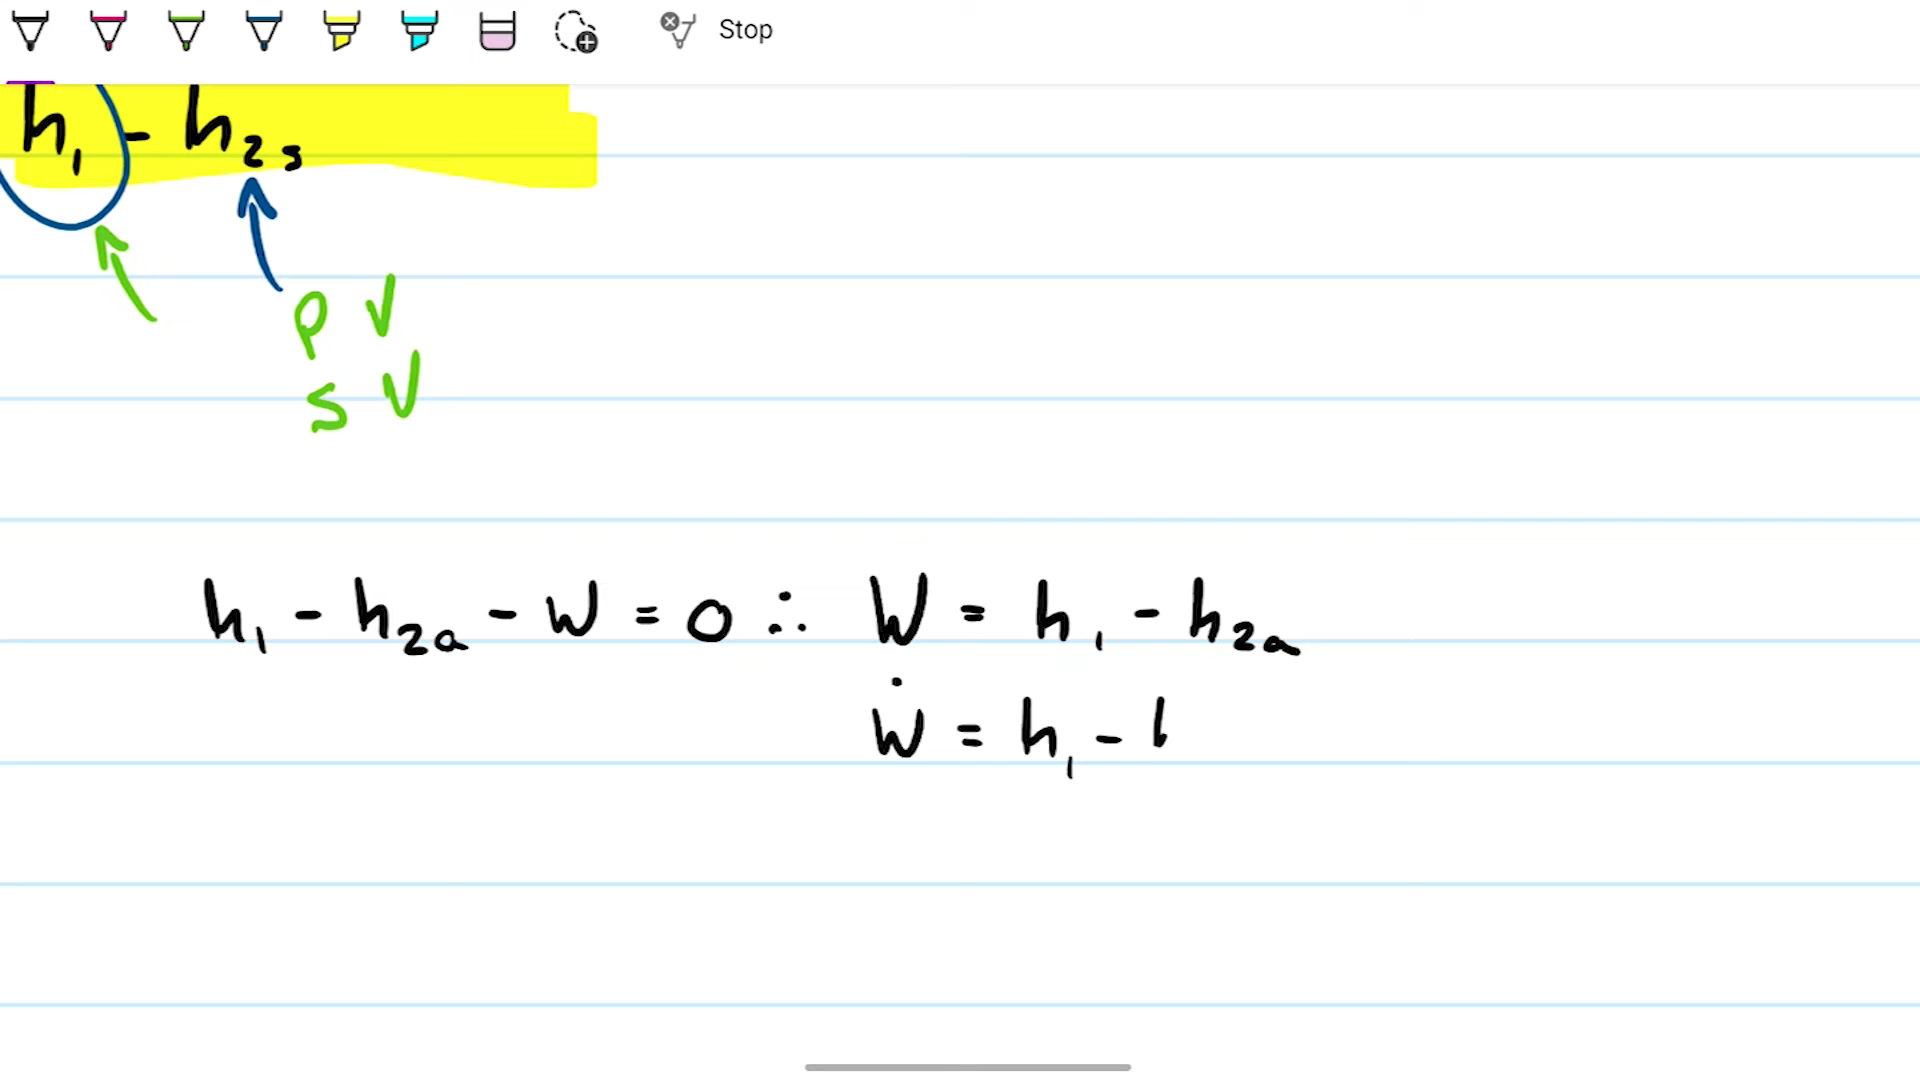 Stop
h₁ - h₂s
p √
s √
h₁ - h₂a - W = 0 ∴ W = h₁ - h₂a
Ẇ = h₁ -